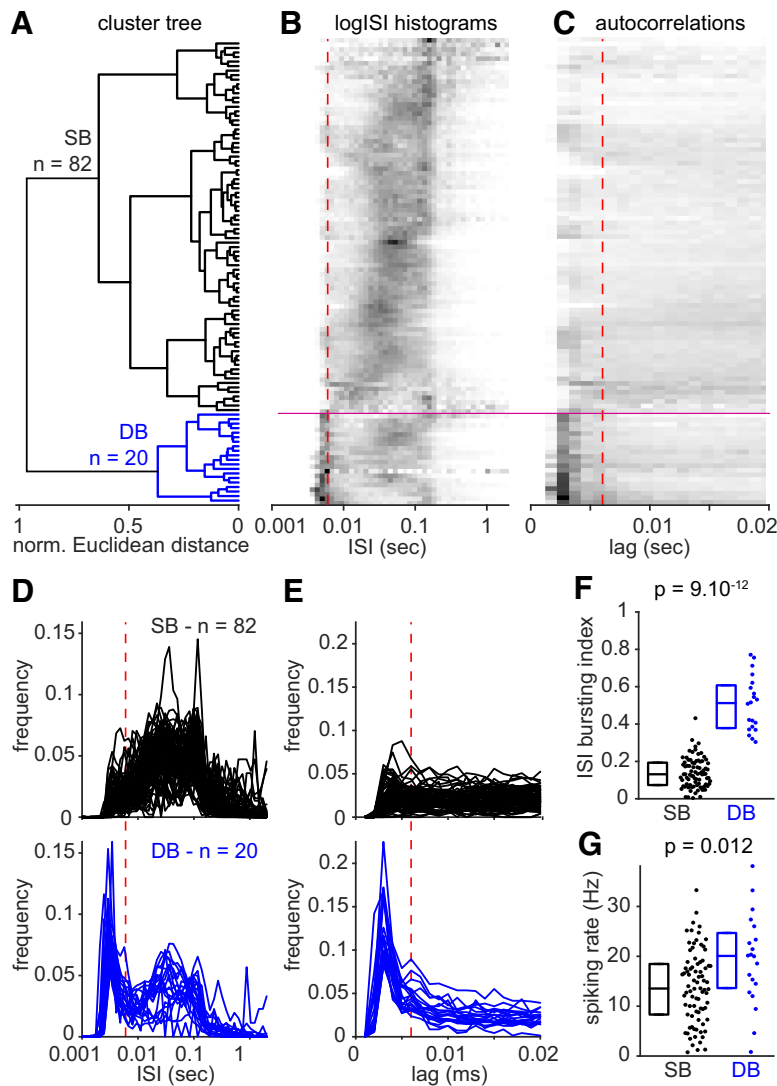 A cluster tree
B logISI histograms
C autocorrelations
SB
n = 82
DB
n = 20
1 0.5 0
norm. Euclidean distance
0.001 0.01 0.1 1
ISI (sec)
0 0.01 0.02
lag (sec)
D
SB - n = 82
frequency
0.15
0.1
0.05
0
DB - n = 20
frequency
0.15
0.1
0.05
0
0.001 0.01 0.1 1
ISI (sec)
E
frequency
0.2
0.15
0.1
0.05
0
frequency
0.2
0.15
0.1
0.05
0
0 0.01 0.02
lag (ms)
F
p = 9.10-12
ISI bursting index
1
0.8
0.6
0.4
0.2
0
SB DB
G
p = 0.012
spiking rate (Hz)
30
20
10
0
SB DB